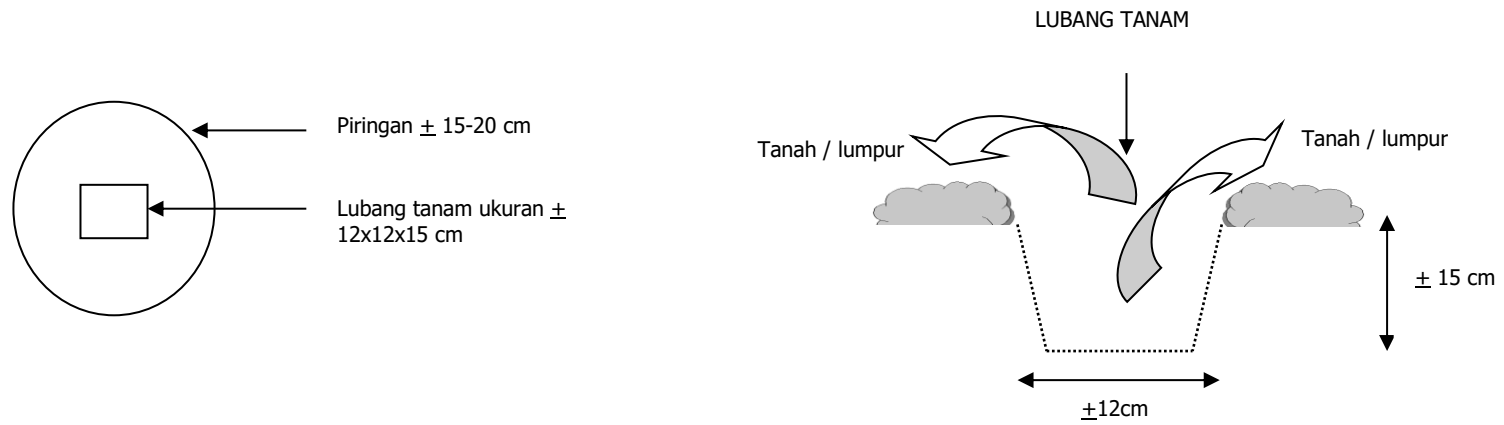 LUBANG TANAM
Piringan + 15-20 cm
Lubang tanam ukuran +
12x12x15 cm
Tanah / lumpur
Tanah / lumpur
+ 15 cm
+12cm